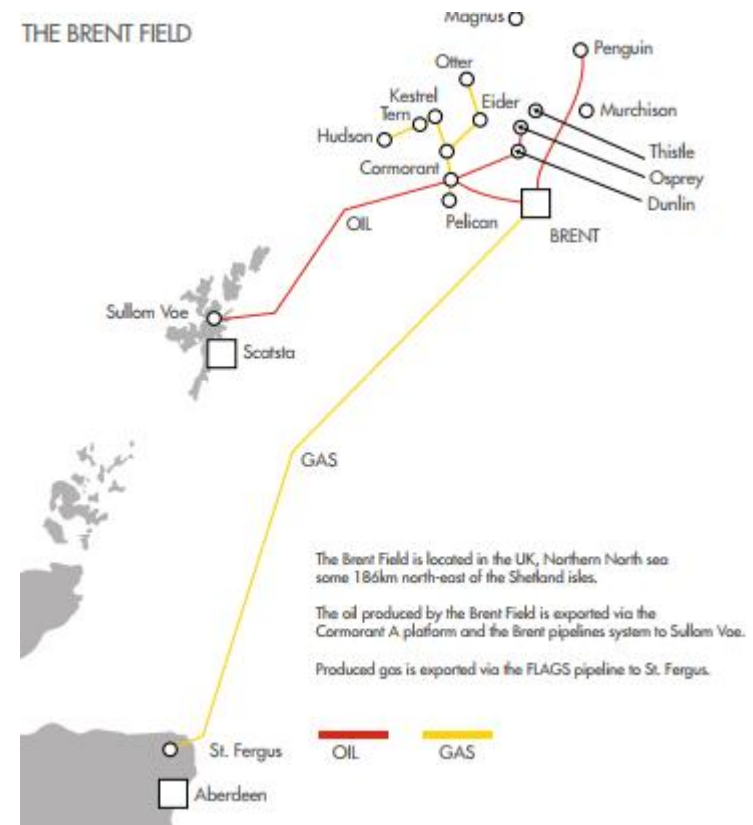 THE BRENT FIELD
Magnus
Penguin
Otter
Kestrel
Eider
Tern
Murchison
Hudson
Thistle
Cormorant
Osprey
Dunlin
Pelican
OIL
BRENT
Sullom Voe
Scatsta
GAS
The Brent Field is located in the UK, Northern North sea
some 186km north-east of the Shetland isles.
The oil produced by the Brent Field is exported via the
Cormorant A platform and the Brent pipelines system to Sullom Voe.
Produced gas is exported via the FLAGS pipeline to St. Fergus.
St. Fergus
OIL
GAS
Aberdeen